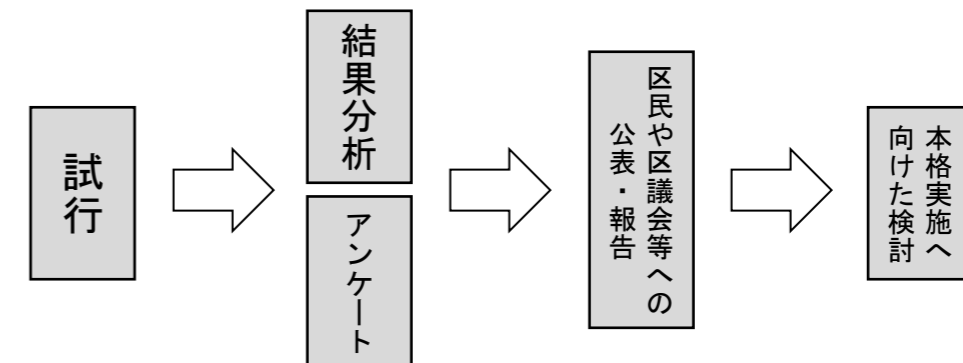 試行
結果分析
アンケート
区民や区議会等への
公表・報告
本格実施へ
向けた検討